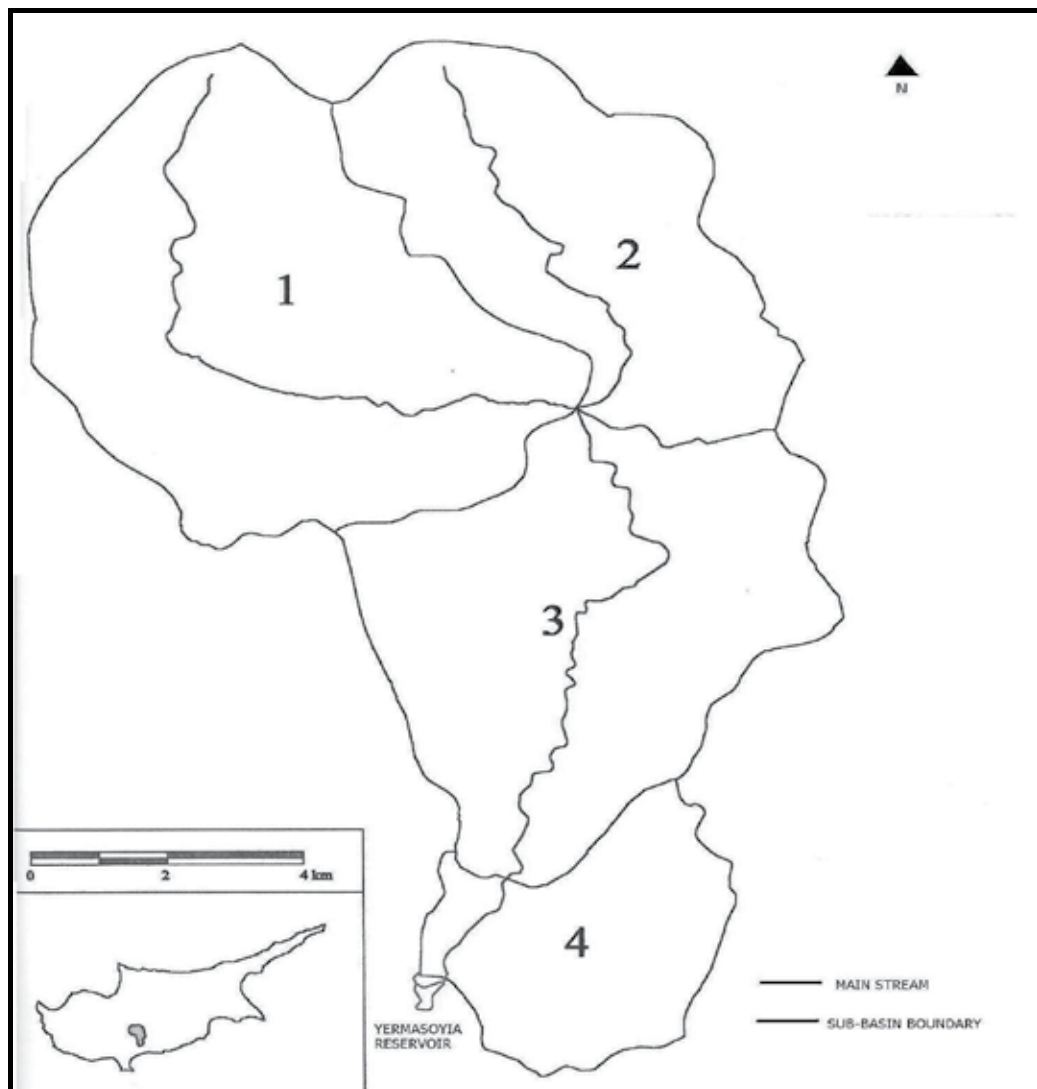 N
1
2
3
4
0 2 4 km
YERMASOYIA
RESERVOIR
MAIN STREAM
SUB-BASIN BOUNDARY